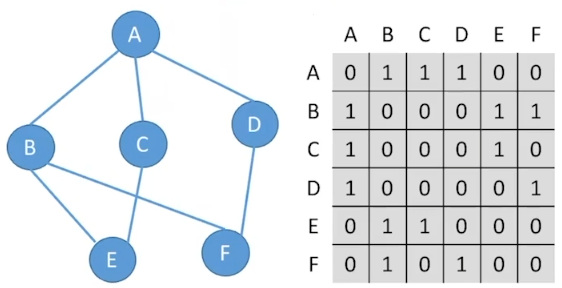 A
B
C
D
E
F
A B C D E F
A 0 1 1 1 0 0
B 1 0 0 0 1 1
C 1 0 0 0 1 0
D 1 0 0 0 0 1
E 0 1 1 0 0 0
F 0 1 0 1 0 0